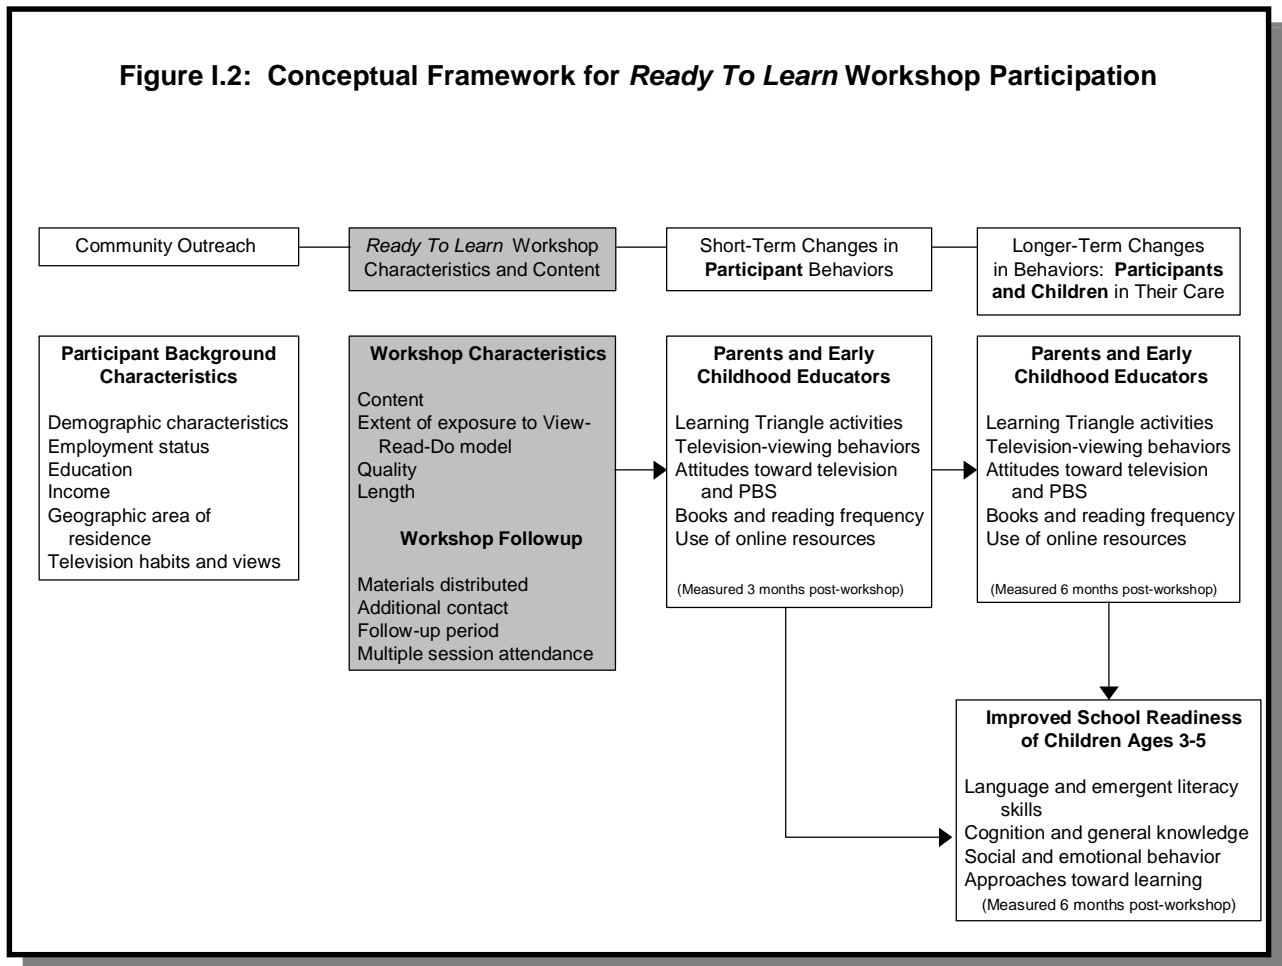 Figure I.2: Conceptual Framework for Ready To Learn Workshop Participation
Community Outreach
Ready To Learn Workshop
Characteristics and Content
Short-Term Changes in
Participant Behaviors
Longer-Term Changes
in Behaviors: Participants
and Children in Their Care
Participant Background
Characteristics
Demographic characteristics
Employment status
Education
Income
Geographic area of
residence
Television habits and views
Workshop Characteristics
Content
Extent of exposure to View-
Read-Do model
Quality
Length
Workshop Followup
Materials distributed
Additional contact
Follow-up period
Multiple session attendance
Parents and Early
Childhood Educators
Learning Triangle activities
Television-viewing behaviors
Attitudes toward television
and PBS
Books and reading frequency
Use of online resources
(Measured 3 months post-workshop)
Parents and Early
Childhood Educators
Learning Triangle activities
Television-viewing behaviors
Attitudes toward television
and PBS
Books and reading frequency
Use of online resources
(Measured 6 months post-workshop)
Improved School Readiness
of Children Ages 3-5
Language and emergent literacy
skills
Cognition and general knowledge
Social and emotional behavior
Approaches toward learning
(Measured 6 months post-workshop)